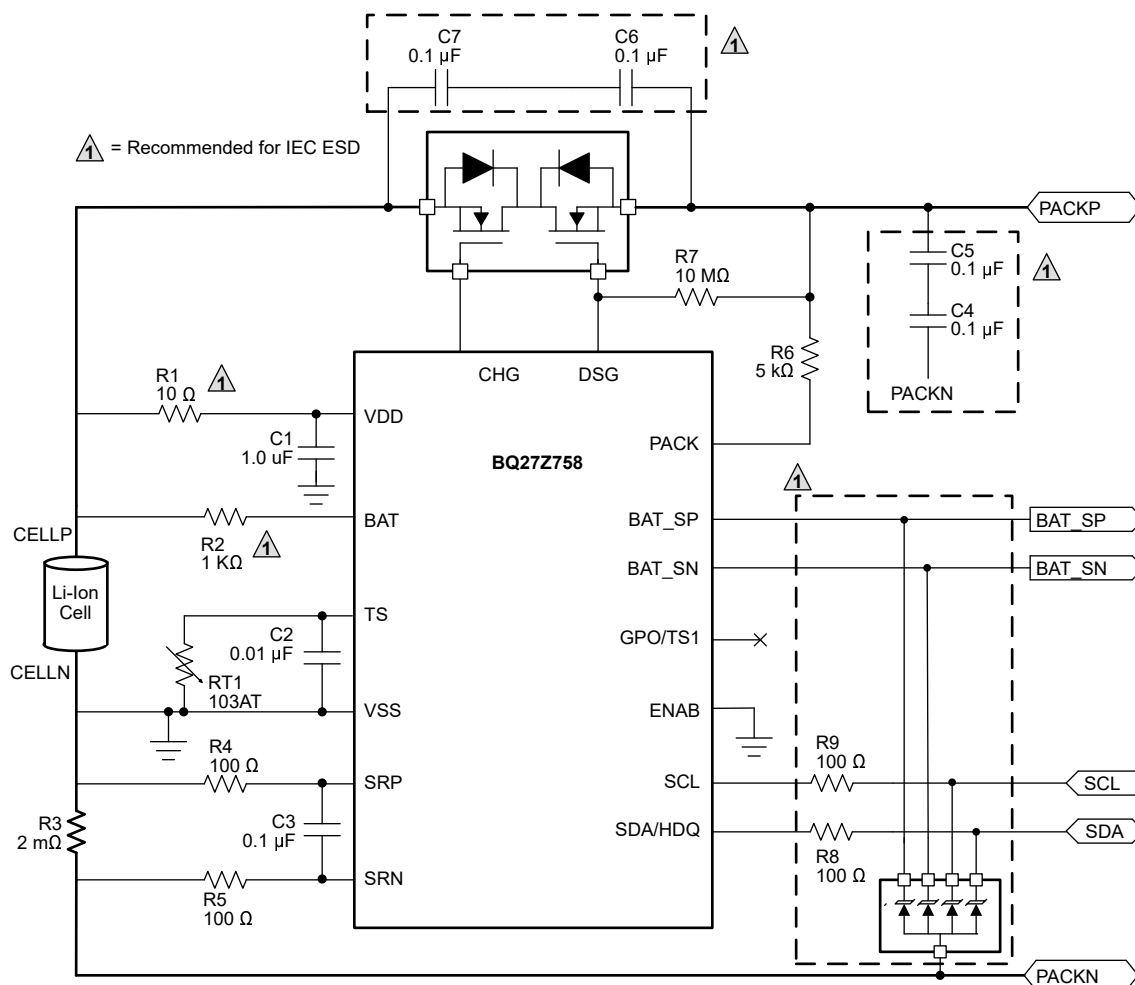 C7
0.1 µF
C6
0.1 µF
1
1 = Recommended for IEC ESD
PACKP
R7
10 MΩ
C5
0.1 µF
1
C4
0.1 µF
PACKN
R6
5 kΩ
CHG
DSG
R1
10 Ω
1
VDD
C1
1.0 uF
PACK
BQ27Z758
1
BAT
R2
1 KΩ
1
BAT_SP
BAT_SP
BAT_SN
BAT_SN
CELLP
Li-Ion
Cell
CELLN
TS
C2
0.01 µF
RT1
103AT
GPO/TS1
VSS
ENAB
R4
100 Ω
SRP
R9
100 Ω
SCL
SCL
R3
2 mΩ
C3
0.1 µF
SDA/HDQ
SDA
R8
100 Ω
SRN
R5
100 Ω
PACKN